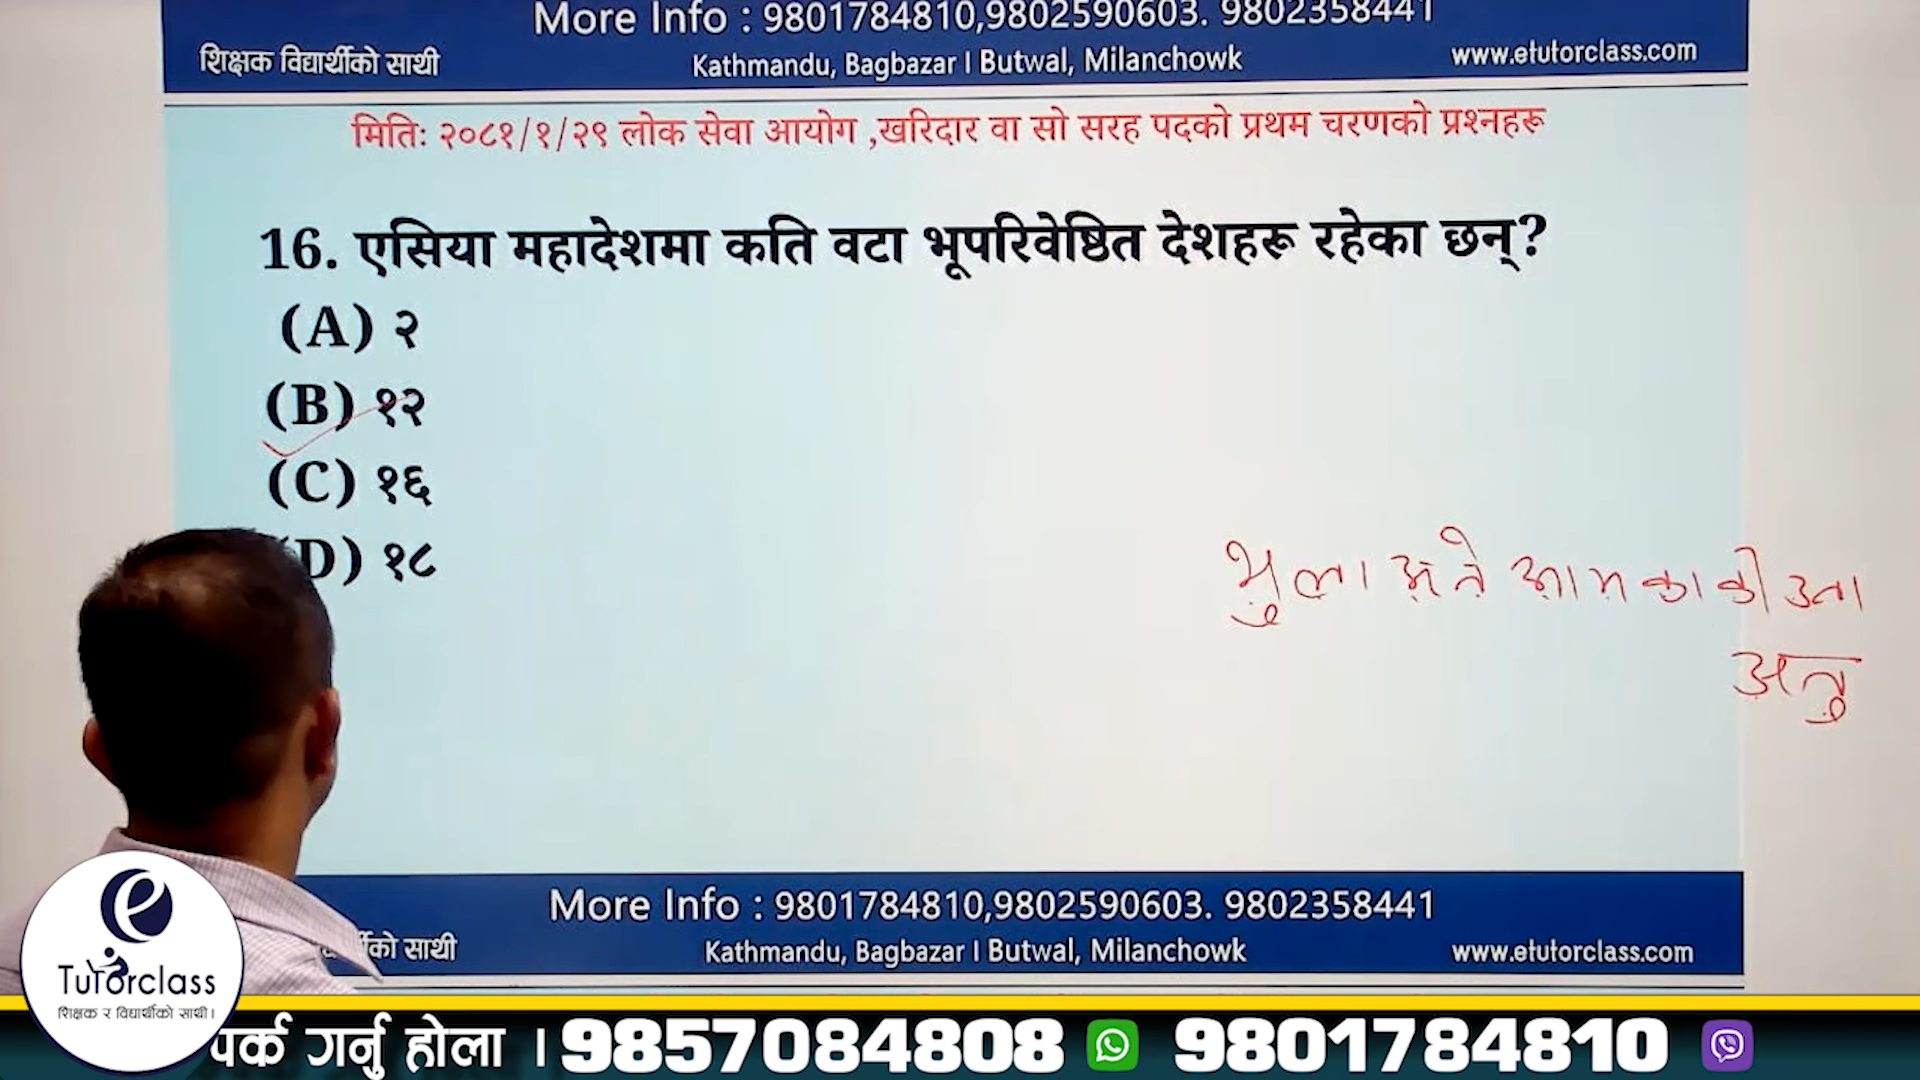 More Info : 9801784810,9802590603. 9802358441
शिक्षक विद्यार्थीको साथी
Kathmandu, Bagbazar I Butwal, Milanchowk
www.etutorclass.com
मितिः २०८१/१/२९ लोक सेवा आयोग ,खरिदार वा सो सरह पदको प्रथम चरणको प्रश्नहरू
16. एसिया महादेशमा कति वटा भूपरिवेष्ठित देशहरू रहेका छन्?
(A) २
(B) १२
(C) १६
(D) १८
More Info : 9801784810,9802590603. 9802358441
को साथी
Kathmandu, Bagbazar I Butwal, Milanchowk
www.etutorclass.com
e
Tutorclass
शिक्षक र विद्यार्थीको साथी।
पर्क गर्नु होला । 9857084808 9801784810